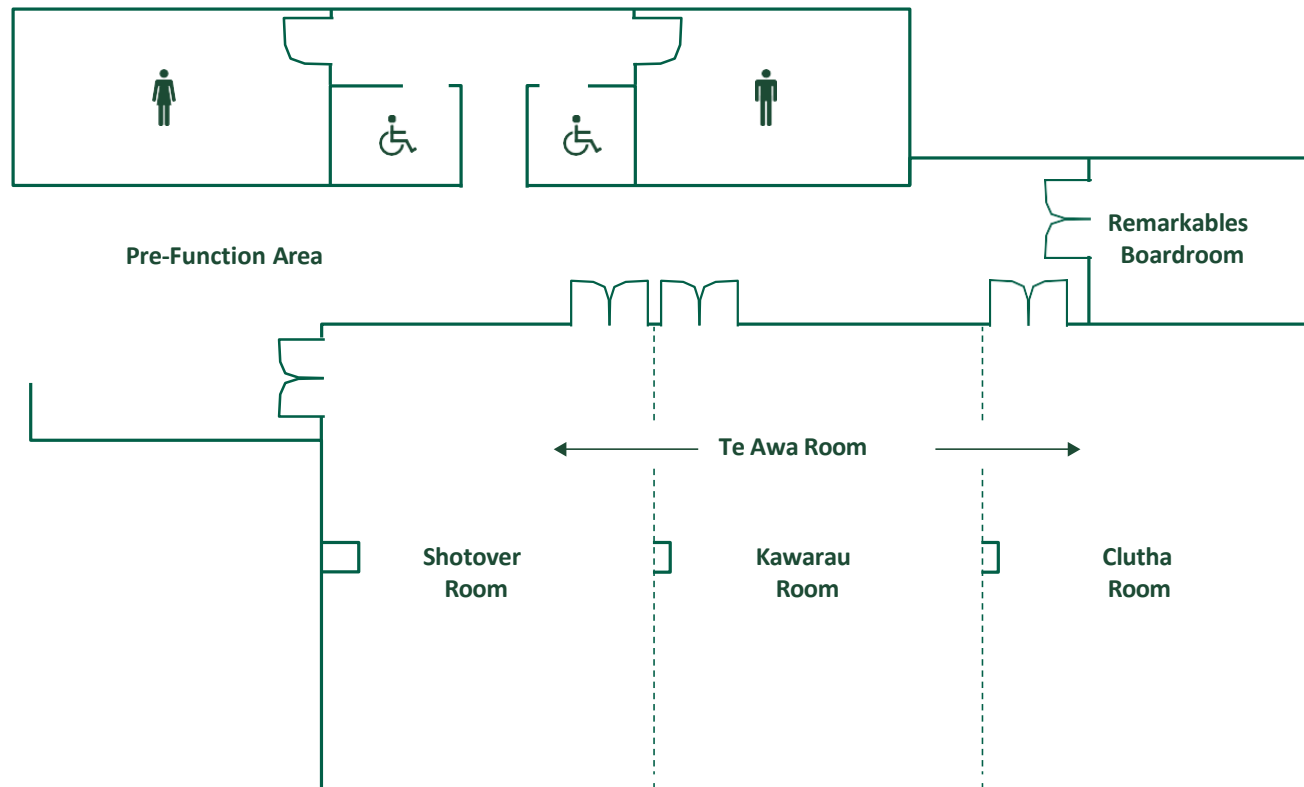 Remarkables
Boardroom
Pre-Function Area
Te Awa Room
Shotover
Room
Kawarau
Room
Clutha
Room